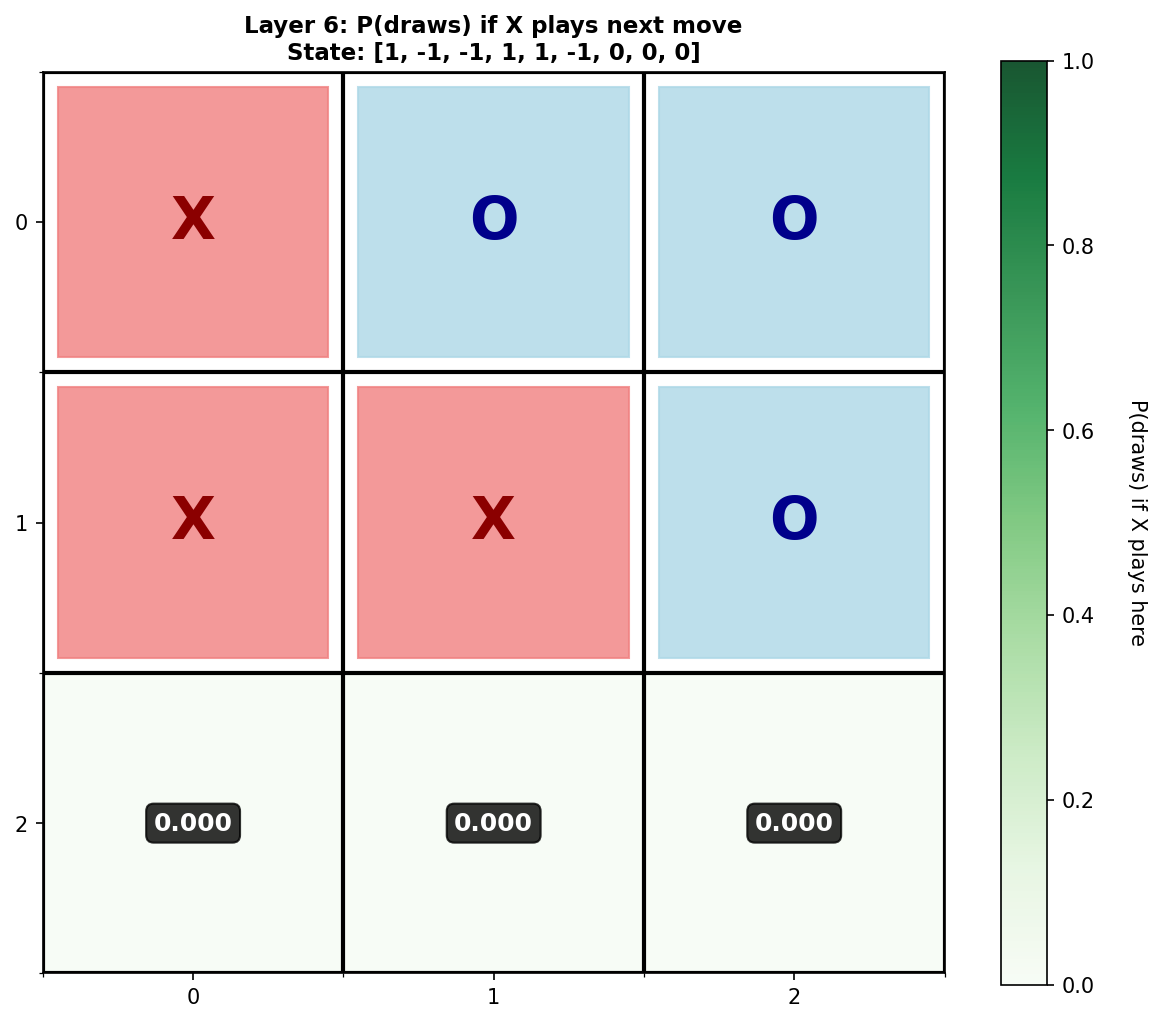 Layer 6: P(draws) if X plays next move
State: [1, -1, -1, 1, 1, -1, 0, 0, 0]
0
X
O
O
1
X
X
O
2
0.000
0.000
0.000
0
1
2
1.0
0.8
0.6
0.4
0.2
0.0
P(draws) if X plays here